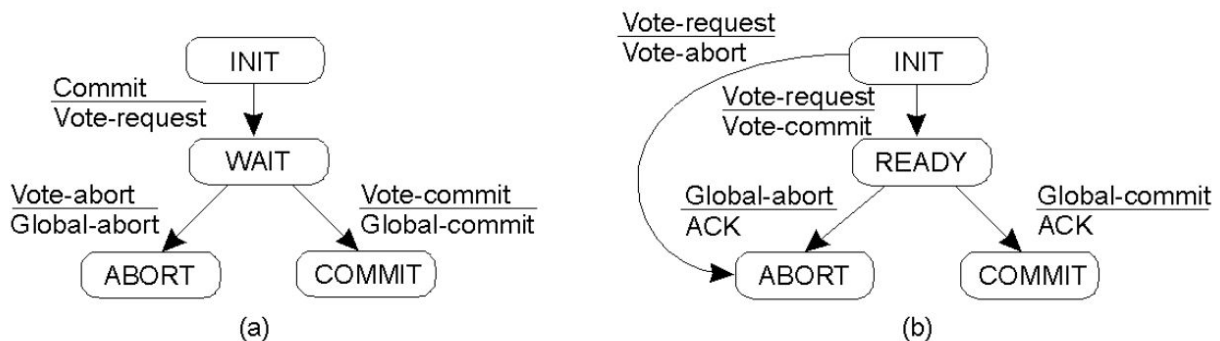 INIT
Commit
Vote-request
WAIT
Vote-abort
Global-abort
Vote-commit
Global-commit
ABORT
COMMIT
(a)
Vote-request
Vote-abort
INIT
Vote-request
Vote-commit
READY
Global-abort
ACK
Global-commit
ACK
ABORT
COMMIT
(b)